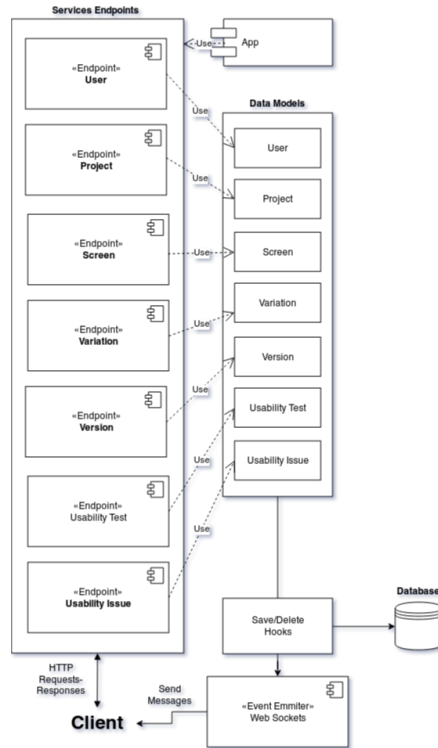 Services Endpoints
Use
App
«Endpoint»
User
Use
Data Models
User
«Endpoint»
Project
Use
Project
«Endpoint»
Screen
Use
Screen
«Endpoint»
Variation
Use
Variation
«Endpoint»
Version
Use
Version
Usability Test
Use
Usability Issue
«Endpoint»
Usability Test
Use
«Endpoint»
Usability Issue
Database
Save/Delete
Hooks
HTTP
Requests-
Responses
Send
Messages
Client
«Event Emmiter»
Web Sockets